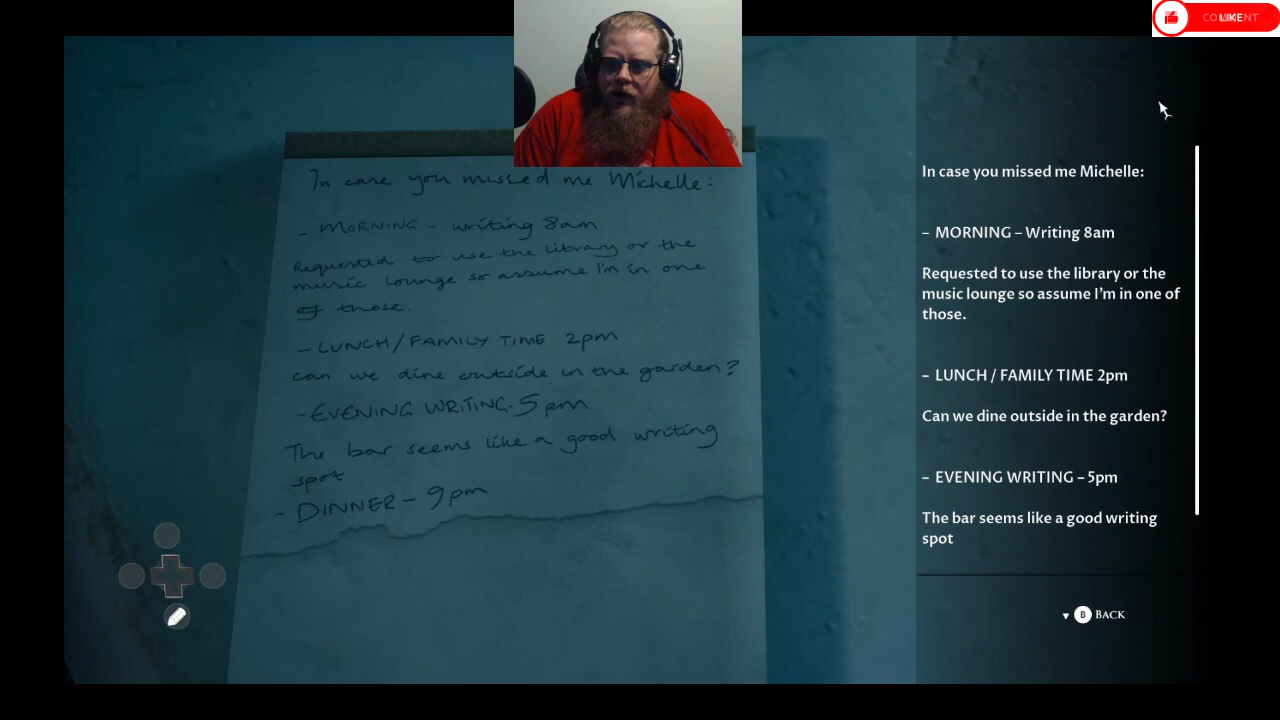 In case you missed me Michelle:
- MORNING - writing 8am
Requested to use the library or the
music lounge so assume I'm in one
of those.
- LUNCH/FAMILY TIME 2pm
can we dine outside in the garden?
- EVENING WRITING - 5pm
The bar seems like a good writing
spot
- DINNER - 9pm
In case you missed me Michelle:
– MORNING – Writing 8am
Requested to use the library or the
music lounge so assume I'm in one of
those.
– LUNCH / FAMILY TIME 2pm
Can we dine outside in the garden?
– EVENING WRITING – 5pm
The bar seems like a good writing
spot
B BACK
LIKE